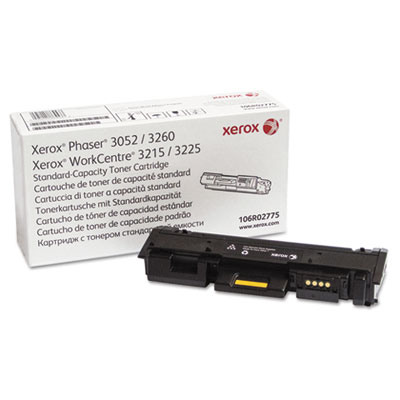 Xerox® Phaser® 3052 / 3260
Xerox® WorkCentre® 3215 / 3225
Standard-Capacity Toner Cartridge
Cartouche de toner de capacité standard
Cartuccia di toner a capacità standard
Tonerkartusche mit Standardkapazität
Cartucho de toner de capacidad estándar
Cartucho de toner de capacidade padrão
Картридж с тонером стандартной емкости
xerox
106R02775
www.xerox.com